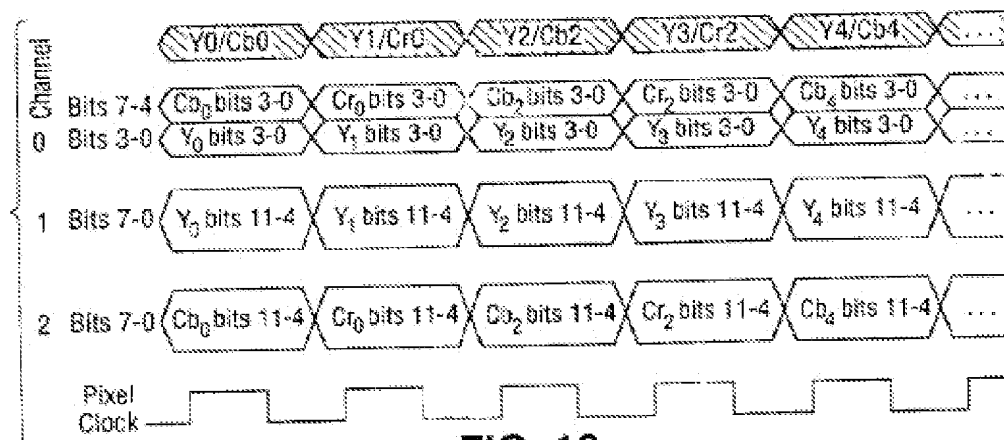 Channel
Y0/Cb0 Y1/Cr0 Y2/Cb2 Y3/Cr2 Y4/Cb4 ...
Bits 7-4 Cb0 bits 3-0 Cr0 bits 3-0 Cb2 bits 3-0 Cr2 bits 3-0 Cb4 bits 3-0 ...
0 Bits 3-0 Y0 bits 3-0 Y1 bits 3-0 Y2 bits 3-0 Y3 bits 3-0 Y4 bits 3-0 ...
1 Bits 7-0 Y0 bits 11-4 Y1 bits 11-4 Y2 bits 11-4 Y3 bits 11-4 Y4 bits 11-4 ...
2 Bits 7-0 Cb0 bits 11-4 Cr0 bits 11-4 Cb2 bits 11-4 Cr2 bits 11-4 Cb4 bits 11-4 ...
Pixel
Clock